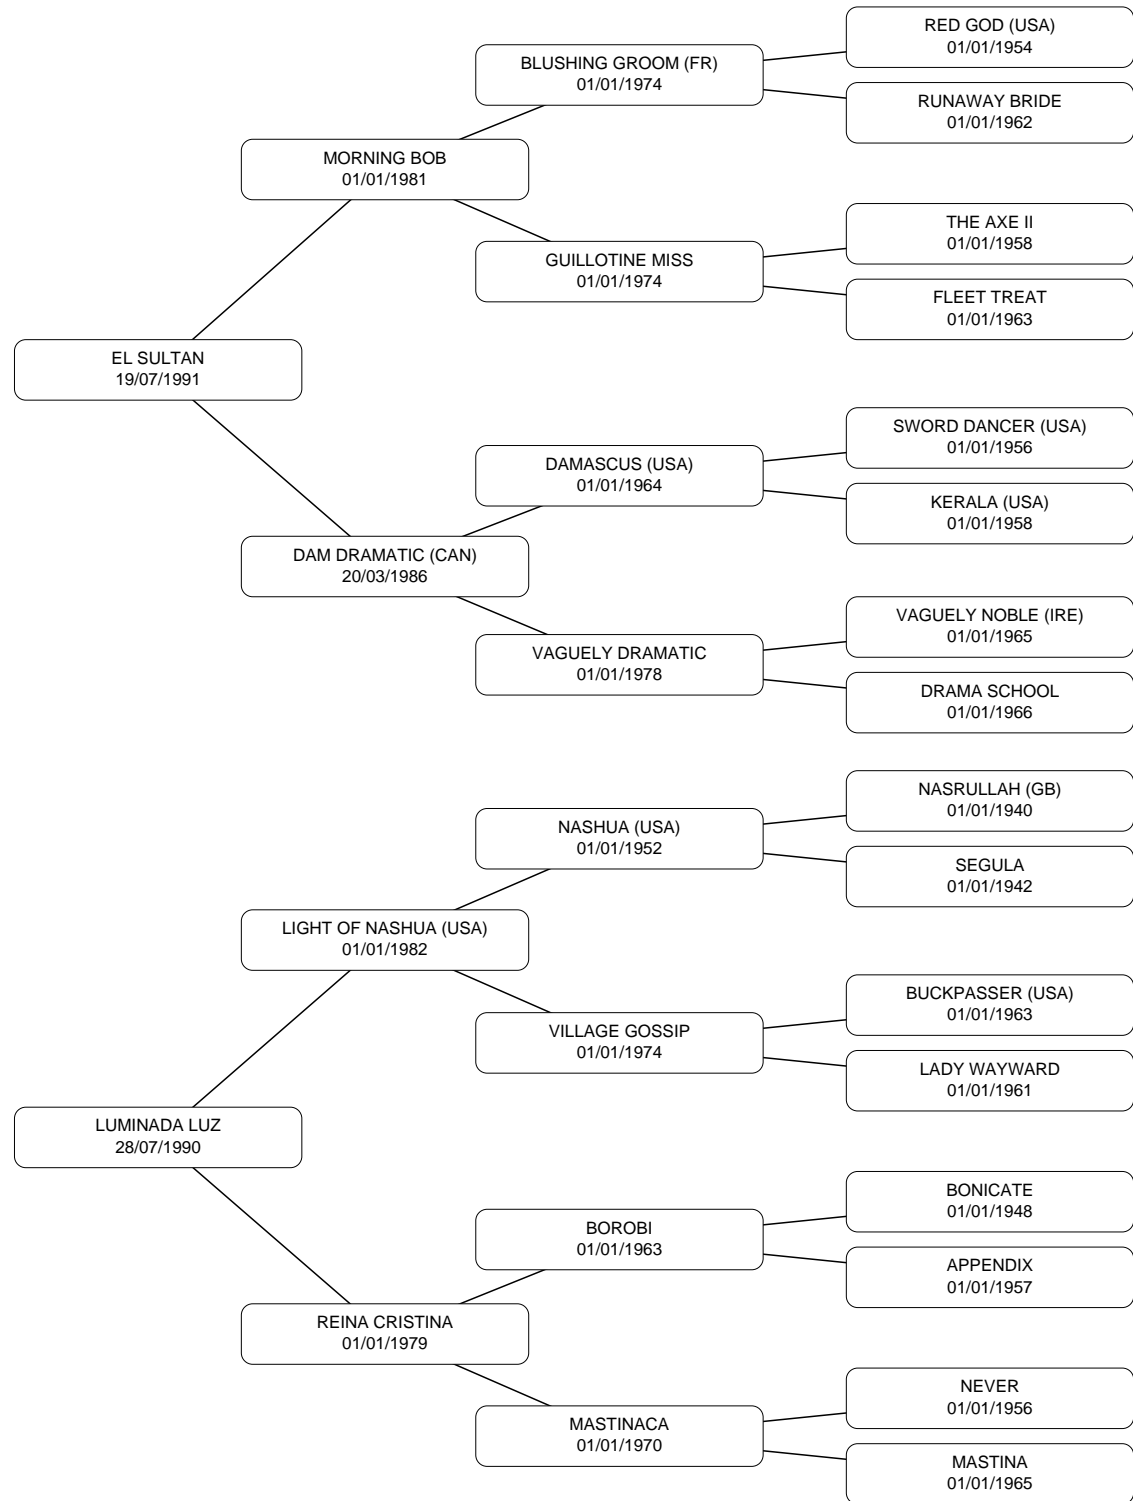 RED GOD (USA)
01/01/1954
BLUSHING GROOM (FR)
01/01/1974
RUNAWAY BRIDE
01/01/1962
MORNING BOB
01/01/1981
THE AXE II
01/01/1958
GUILLOTINE MISS
01/01/1974
FLEET TREAT
01/01/1963
EL SULTAN
19/07/1991
SWORD DANCER (USA)
01/01/1956
DAMASCUS (USA)
01/01/1964
KERALA (USA)
01/01/1958
DAM DRAMATIC (CAN)
20/03/1986
VAGUELY NOBLE (IRE)
01/01/1965
VAGUELY DRAMATIC
01/01/1978
DRAMA SCHOOL
01/01/1966
NASRULLAH (GB)
01/01/1940
NASHUA (USA)
01/01/1952
SEGULA
01/01/1942
LIGHT OF NASHUA (USA)
01/01/1982
BUCKPASSER (USA)
01/01/1963
VILLAGE GOSSIP
01/01/1974
LADY WAYWARD
01/01/1961
LUMINADA LUZ
28/07/1990
BONICATE
01/01/1948
BOROBI
01/01/1963
APPENDIX
01/01/1957
REINA CRISTINA
01/01/1979
NEVER
01/01/1956
MASTINACA
01/01/1970
MASTINA
01/01/1965